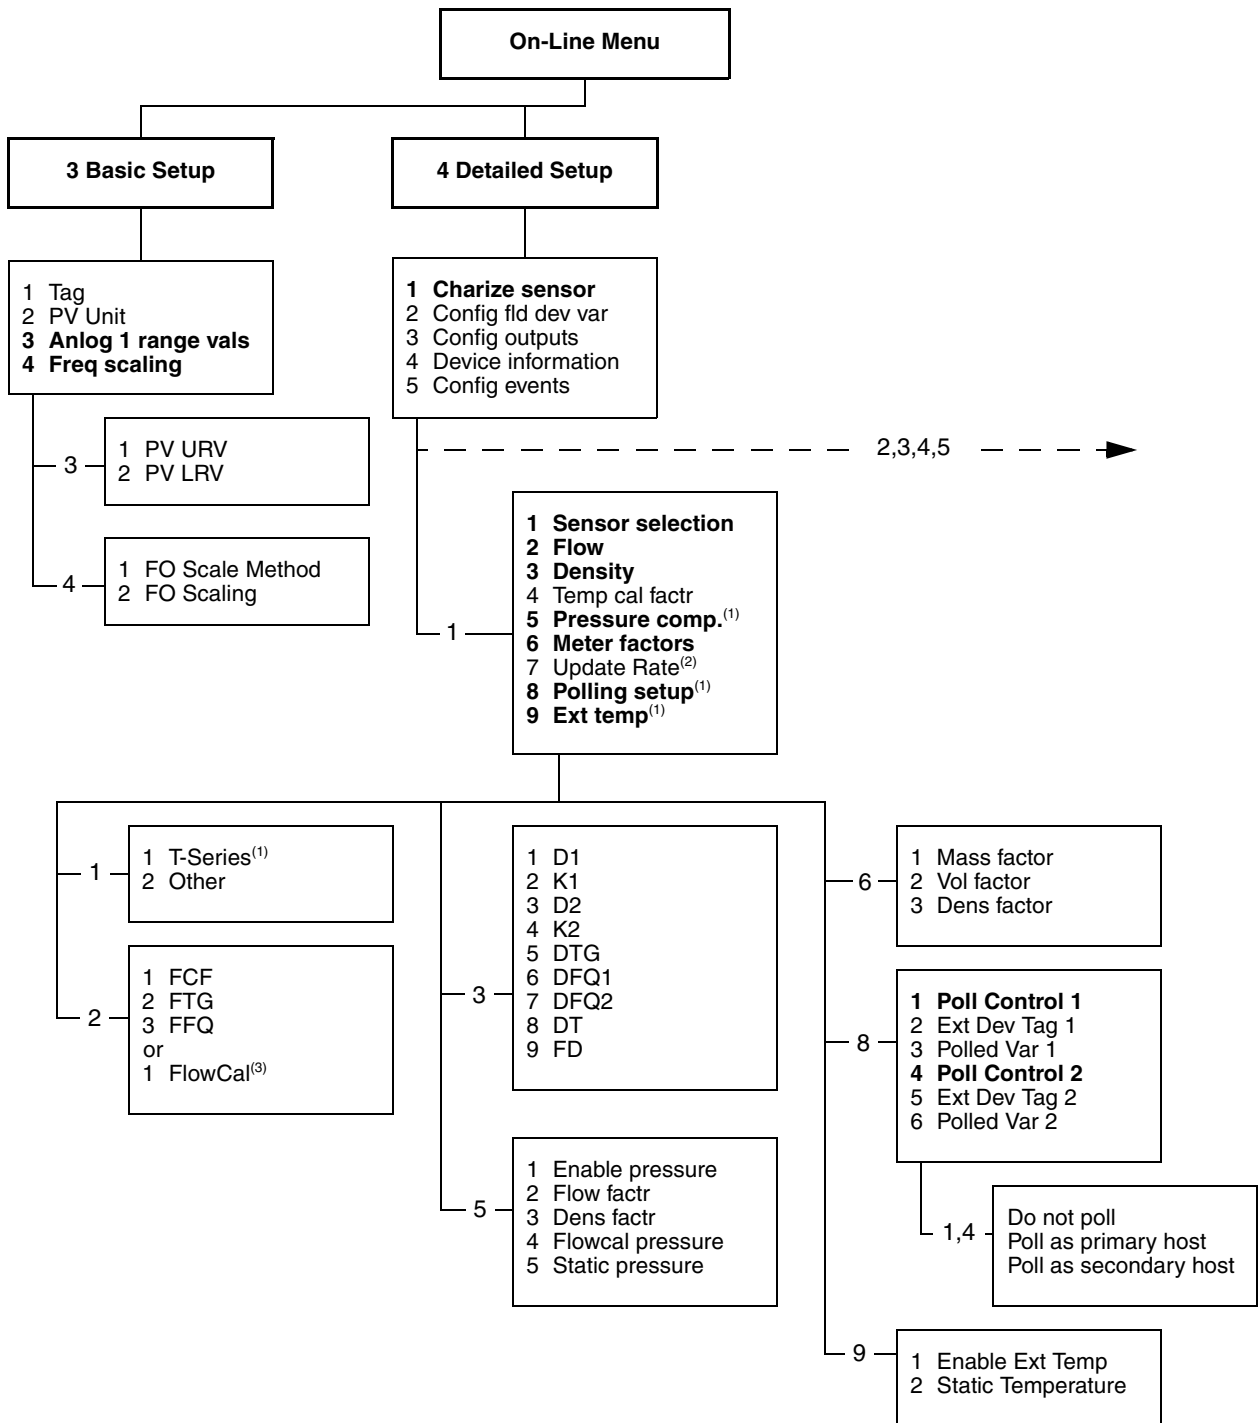 On-Line Menu
3 Basic Setup
4 Detailed Setup
1 Tag
2 PV Unit
3 Anlog 1 range vals
4 Freq scaling
1 Charize sensor
2 Config fld dev var
3 Config outputs
4 Device information
5 Config events
3
1 PV URV
2 PV LRV
2,3,4,5
4
1 FO Scale Method
2 FO Scaling
1
1 Sensor selection
2 Flow
3 Density
4 Temp cal factr
5 Pressure comp.(1)
6 Meter factors
7 Update Rate(2)
8 Polling setup(1)
9 Ext temp(1)
1
1 T-Series(1)
2 Other
2
1 FCF
2 FTG
3 FFQ
or
1 FlowCal(3)
3
1 D1
2 K1
3 D2
4 K2
5 DTG
6 DFQ1
7 DFQ2
8 DT
9 FD
5
1 Enable pressure
2 Flow factr
3 Dens factr
4 Flowcal pressure
5 Static pressure
6
1 Mass factor
2 Vol factor
3 Dens factor
8
1 Poll Control 1
2 Ext Dev Tag 1
3 Polled Var 1
4 Poll Control 2
5 Ext Dev Tag 2
6 Polled Var 2
1,4
Do not poll
Poll as primary host
Poll as secondary host
9
1 Enable Ext Temp
2 Static Temperature